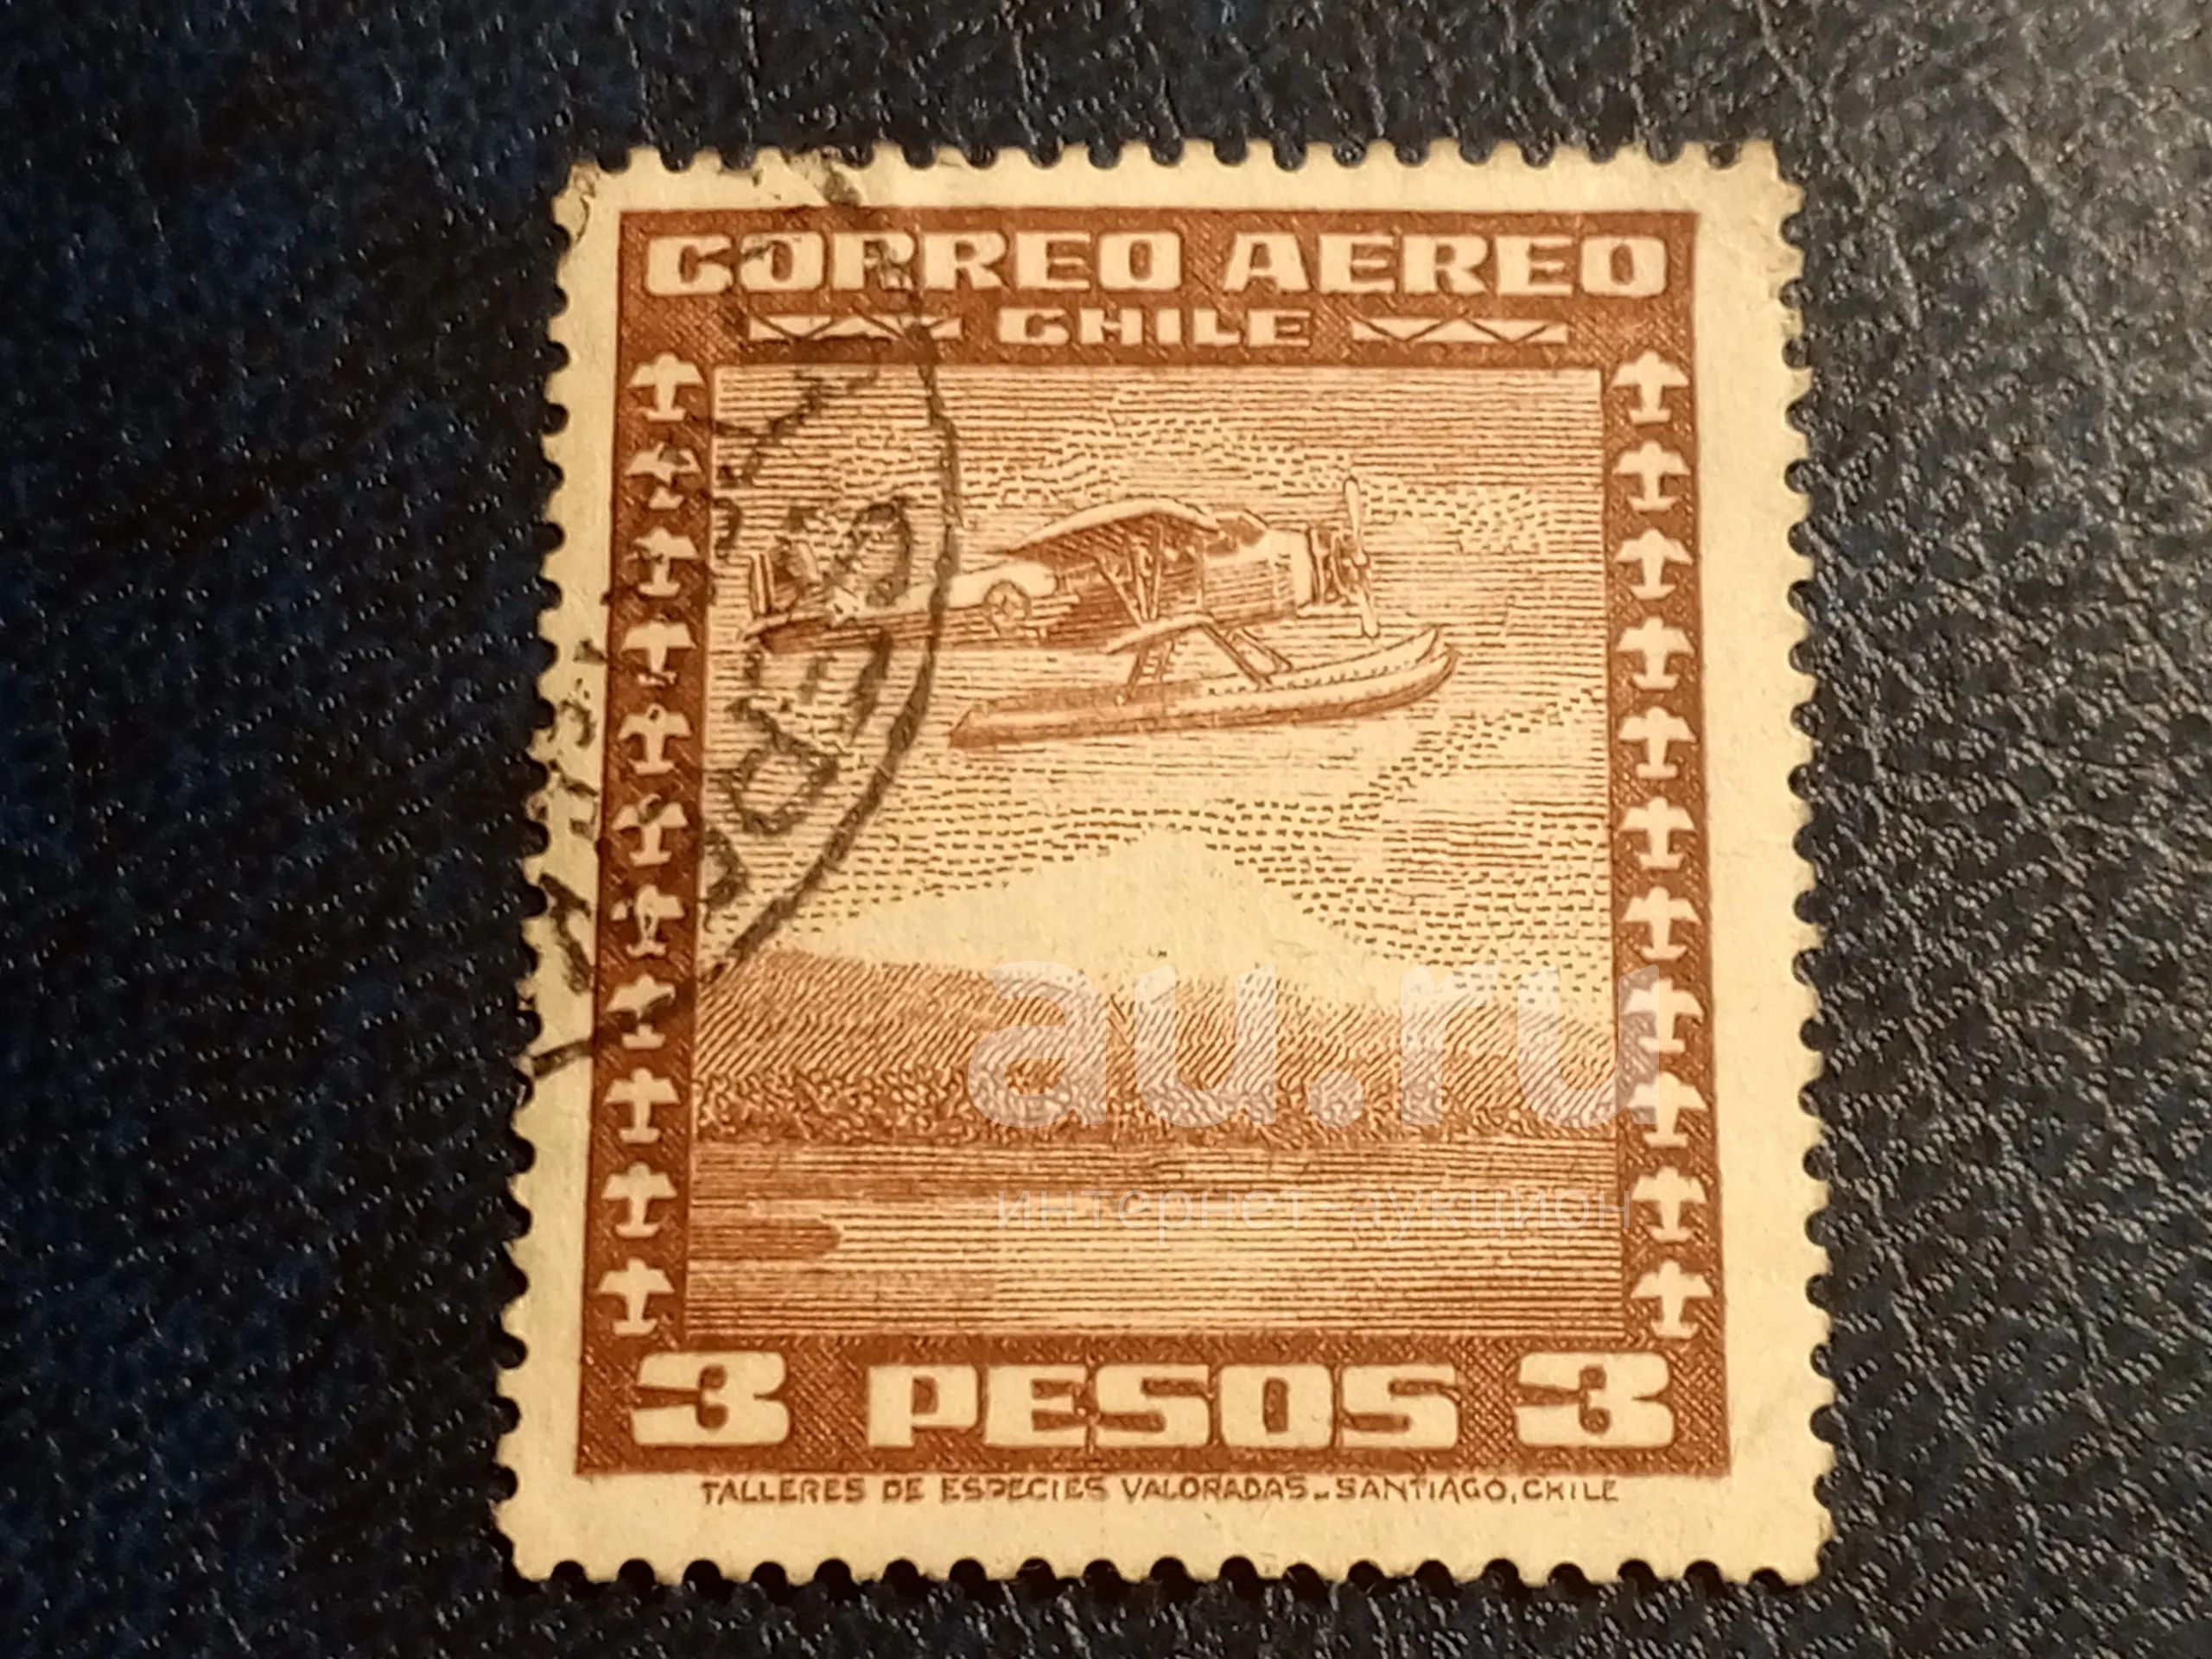 CORREO AEREO
CHILE
au.ru
интернет-аукцион
3 PESOS 3
TALLERES DE ESPECIES VALORADAS - SANTIAGO, CHILE